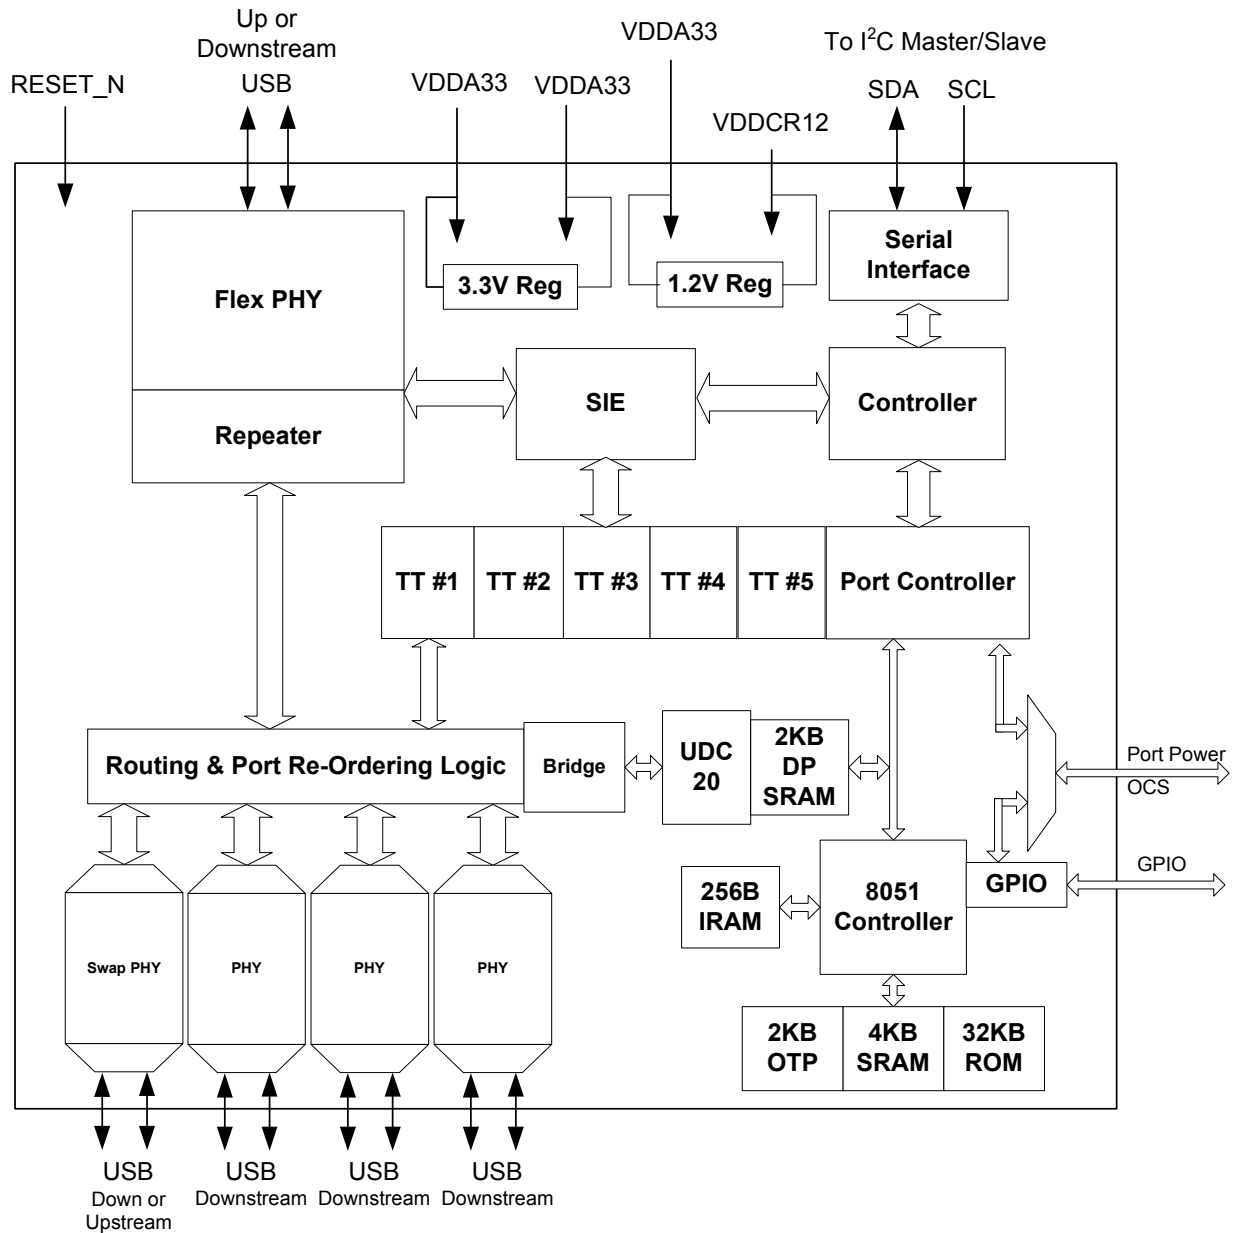 Up or
Downstream
USB
RESET_N
VDDA33
VDDA33
VDDA33
VDDCR12
To I²C Master/Slave
SDA
SCL
Flex PHY
3.3V Reg
1.2V Reg
Serial
Interface
Repeater
SIE
Controller
TT #1
TT #2
TT #3
TT #4
TT #5
Port Controller
Routing & Port Re-Ordering Logic
Bridge
UDC
20
2KB
DP
SRAM
Port Power
OCS
GPIO
256B
IRAM
8051
Controller
GPIO
Swap PHY
PHY
PHY
PHY
2KB
OTP
4KB
SRAM
32KB
ROM
USB
Down or
Upstream
USB
Downstream
USB
Downstream
USB
Downstream